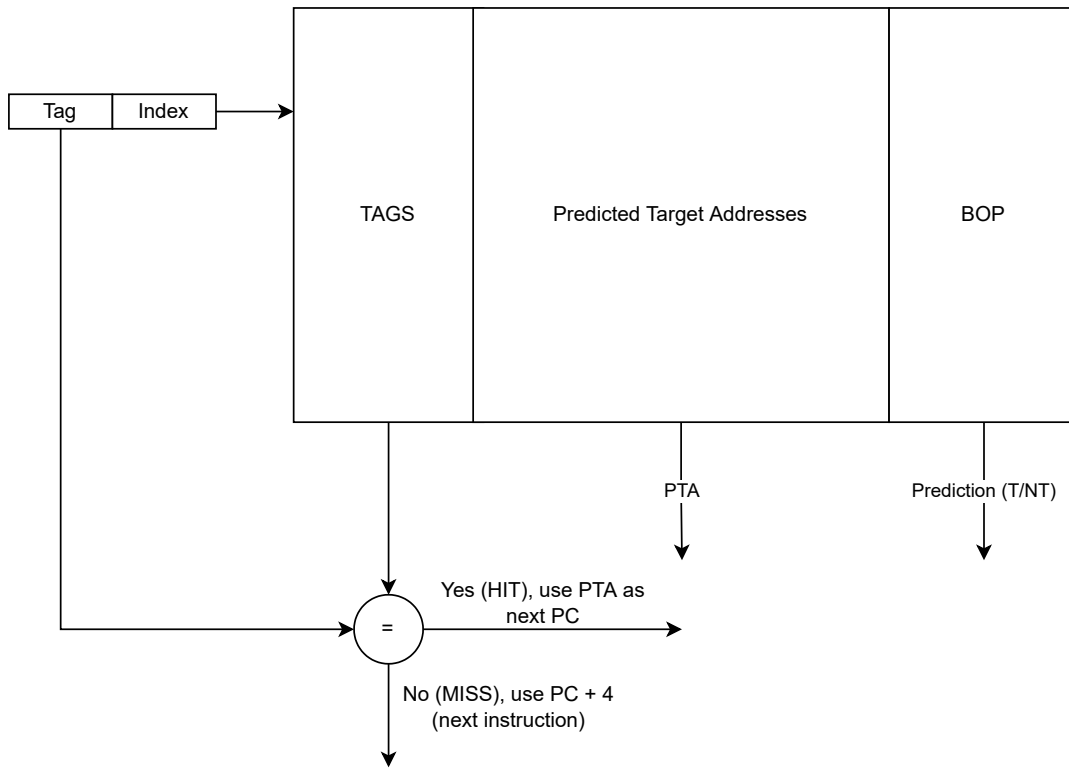 Tag
Index
TAGS
Predicted Target Addresses
BOP
PTA
Prediction (T/NT)
Yes (HIT), use PTA as
next PC
=
No (MISS), use PC + 4
(next instruction)